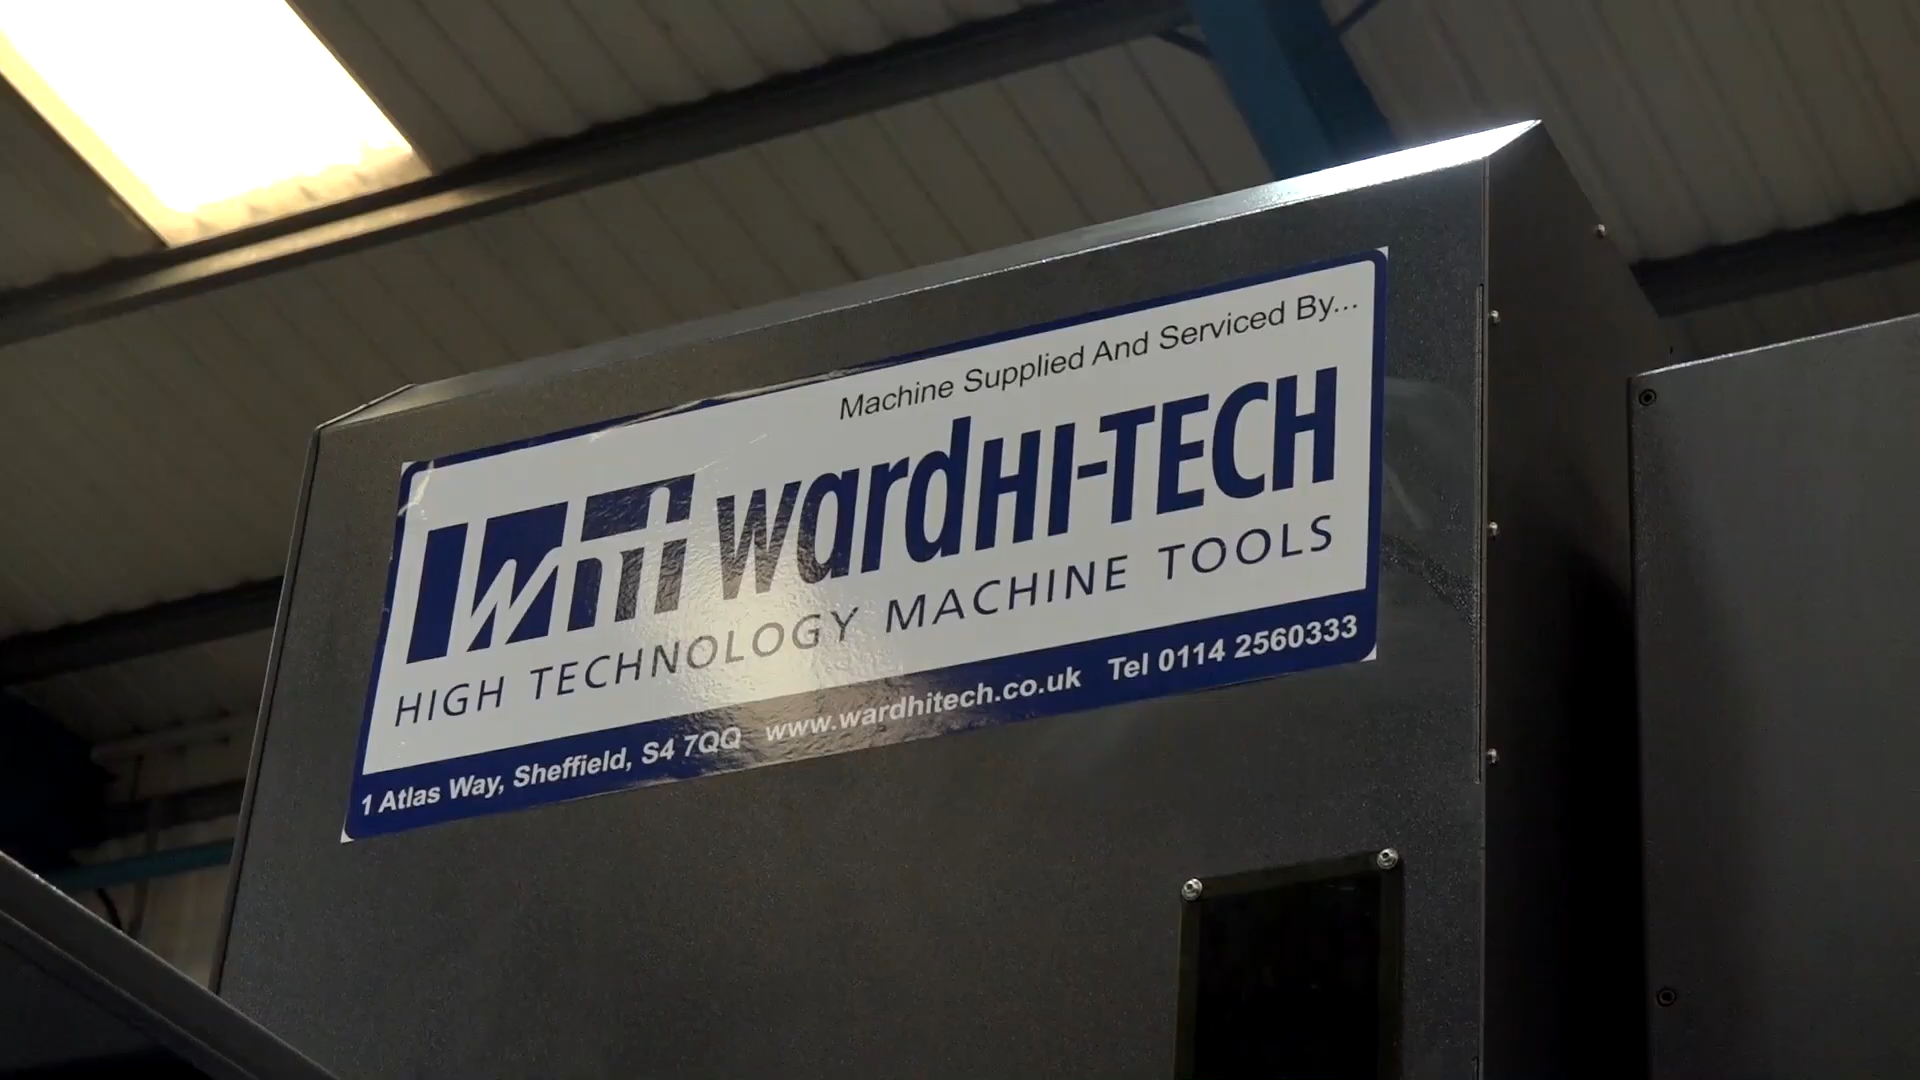 Machine Supplied And Serviced By...
WHT wardHI-TECH
HIGH TECHNOLOGY MACHINE TOOLS
1 Atlas Way, Sheffield, S4 7QQ www.wardhitech.co.uk Tel 0114 2560333